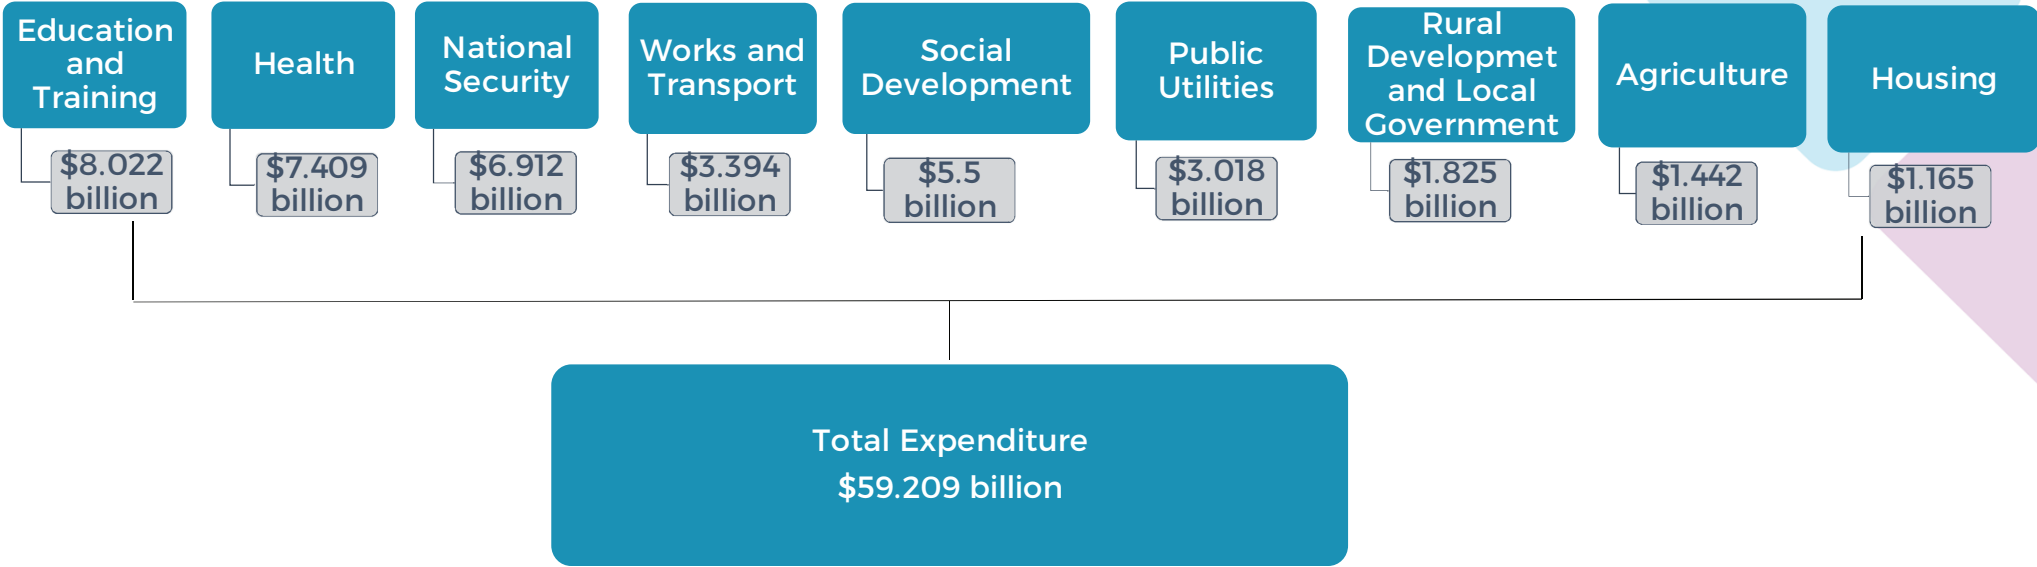 Education
and
Training
$8.022
billion
Health
$7.409
billion
National
Security
$6.912
billion
Works and
Transport
$3.394
billion
Social
Development
$5.5
billion
Public
Utilities
$3.018
billion
Rural
Developmet
and Local
Government
$1.825
billion
Agriculture
$1.442
billion
Housing
$1.165
billion
Total Expenditure
$59.209 billion